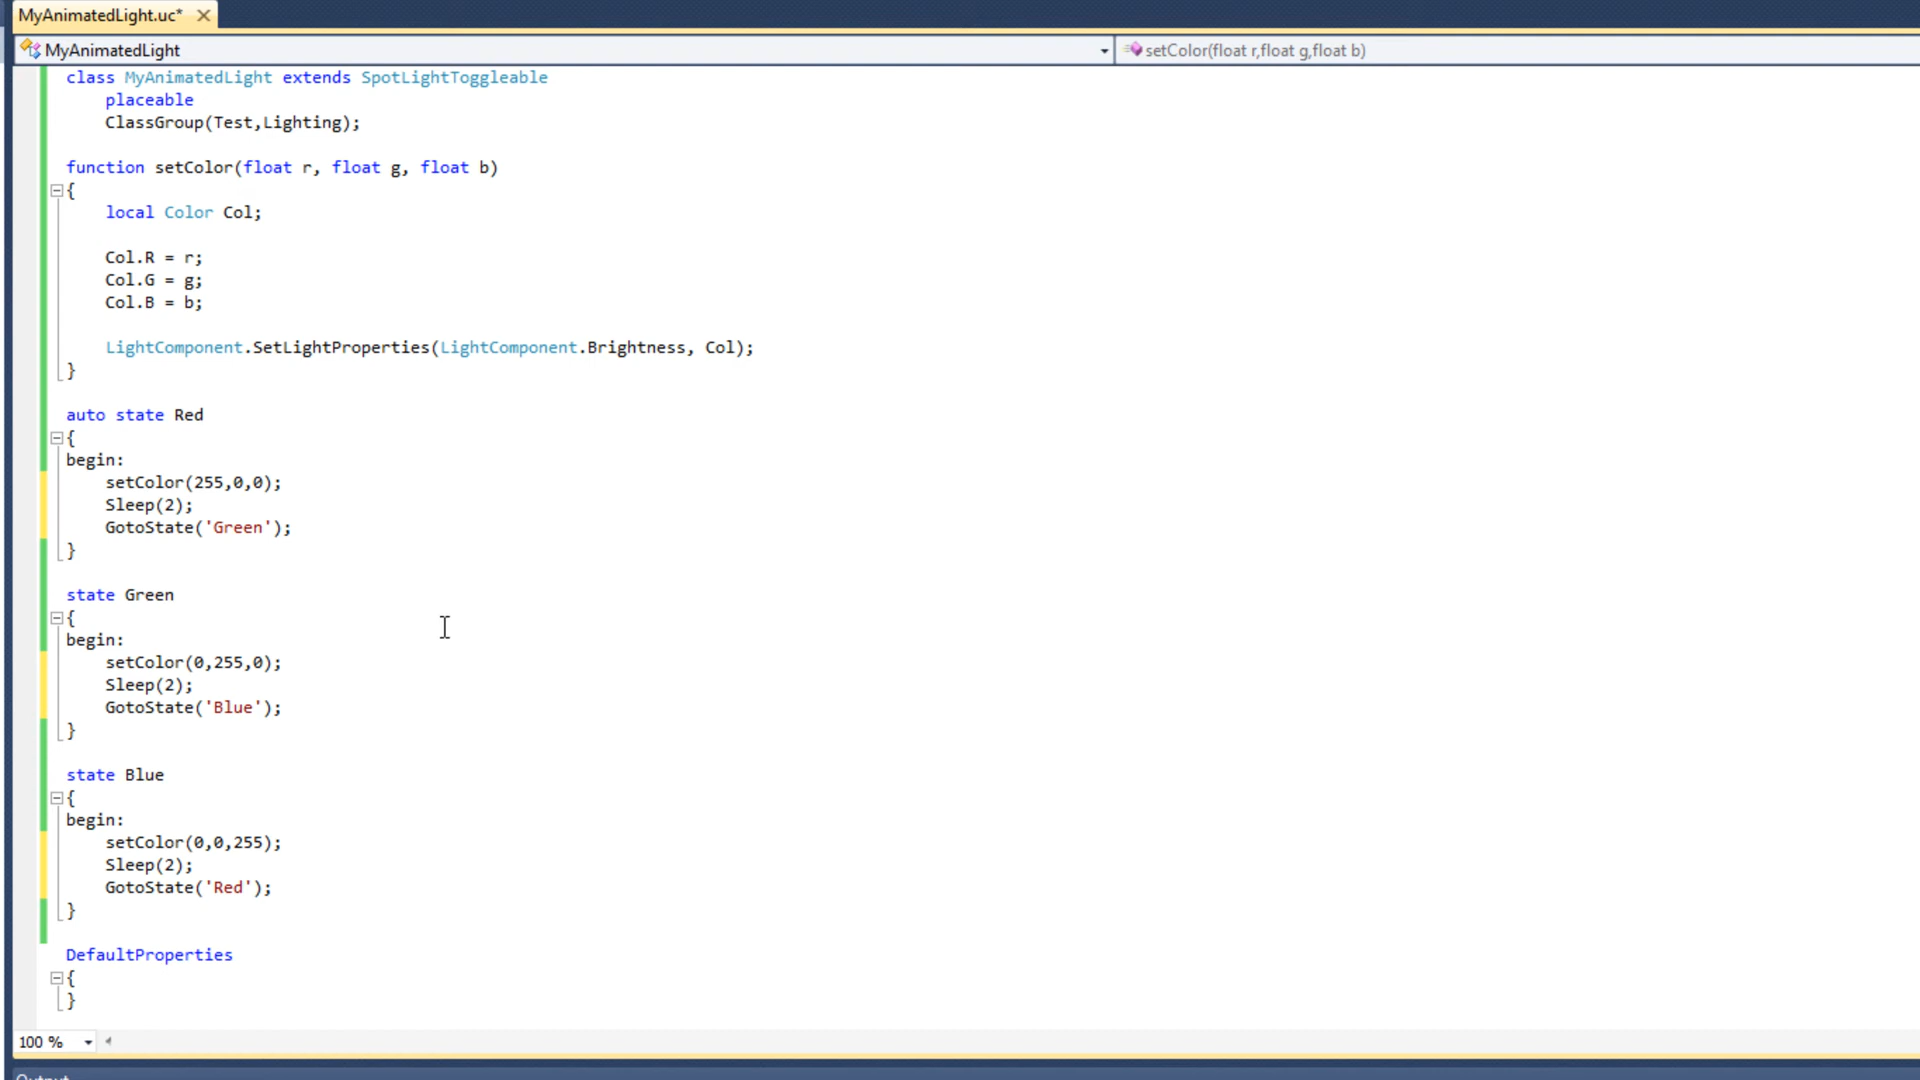 MyAnimatedLight.uc*
MyAnimatedLight
setColor(float r,float g,float b)
class MyAnimatedLight extends SpotLightToggleable
placeable
ClassGroup(Test,Lighting);
function setColor(float r, float g, float b)
{
local Color Col;
Col.R = r;
Col.G = g;
Col.B = b;
LightComponent.SetLightProperties(LightComponent.Brightness, Col);
}
auto state Red
{
begin:
setColor(255,0,0);
Sleep(2);
GotoState('Green');
}
state Green
{
begin:
setColor(0,255,0);
Sleep(2);
GotoState('Blue');
}
state Blue
{
begin:
setColor(0,0,255);
Sleep(2);
GotoState('Red');
}
DefaultProperties
{
}
100 %
Output